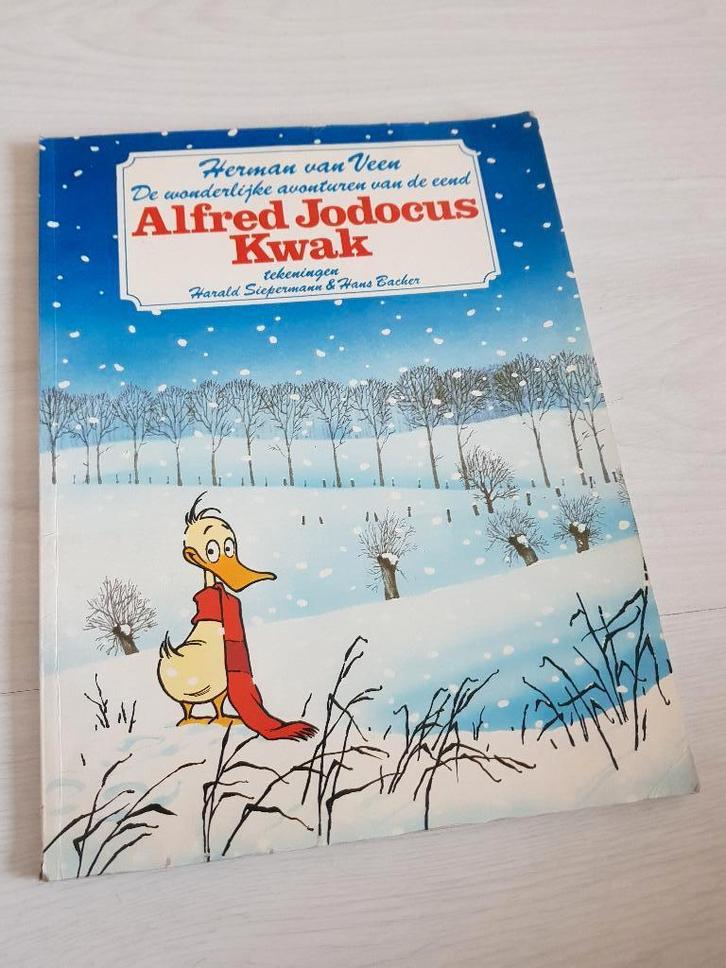 Herman van Veen
De wonderlijke avonturen van de eend
Alfred Jodocus
Kwak
tekeningen
Harald Siepermann & Hans Bacher